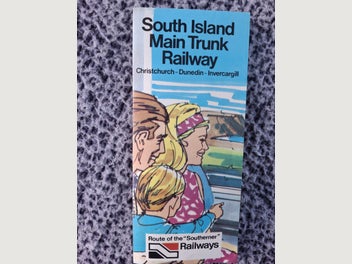 South Island
Main Trunk
Railway
Christchurch - Dunedin - Invercargill
Route of the "Southerner"
Railways